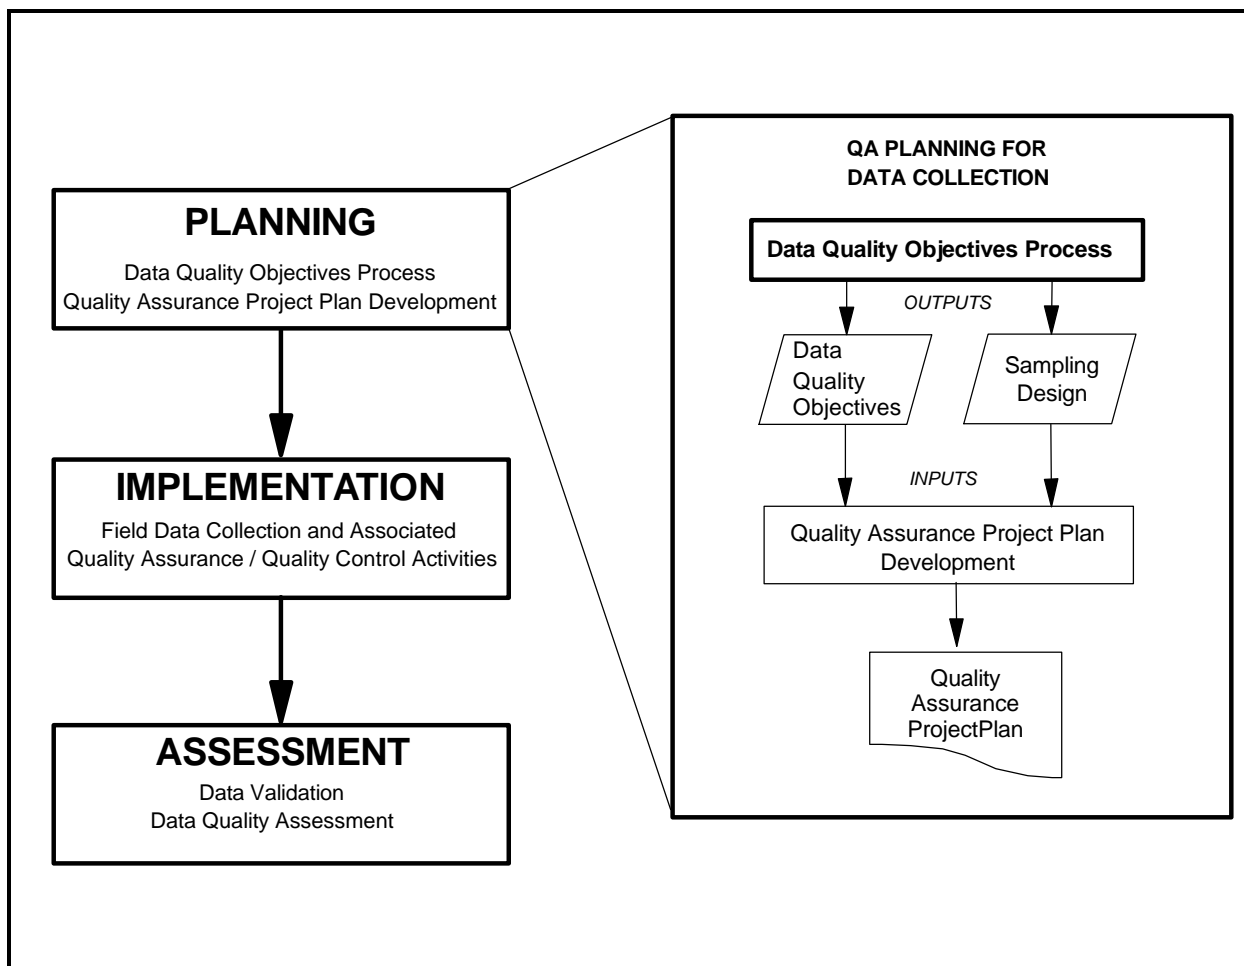 PLANNING
Data Quality Objectives Process
Quality Assurance Project Plan Development
IMPLEMENTATION
Field Data Collection and Associated
Quality Assurance / Quality Control Activities
ASSESSMENT
Data Validation
Data Quality Assessment
QA PLANNING FOR
DATA COLLECTION
Data Quality Objectives Process
OUTPUTS
Data
Quality
Objectives
Sampling
Design
INPUTS
Quality Assurance Project Plan
Development
Quality
Assurance
ProjectPlan